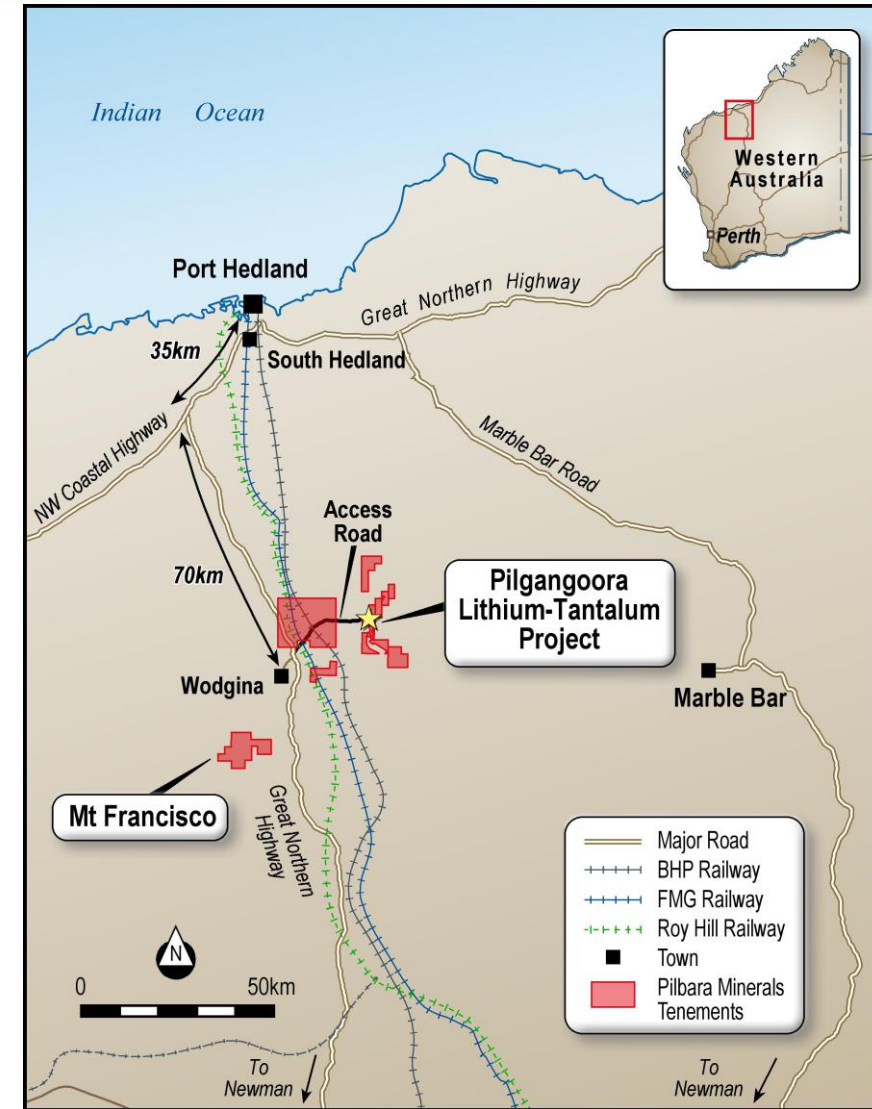 Indian Ocean
Western
Australia
Perth
Port Hedland
Great Northern Highway
35km
South Hedland
NW Coastal Highway
Marble Bar Road
Access
Road
70km
Pilgangoora
Lithium-Tantalum
Project
Wodgina
Marble Bar
Mt Francisco
Great Northern
Highway
Major Road
BHP Railway
FMG Railway
Roy Hill Railway
Town
Pilbara Minerals
Tenements
N
0 50km
To
Newman
To
Newman